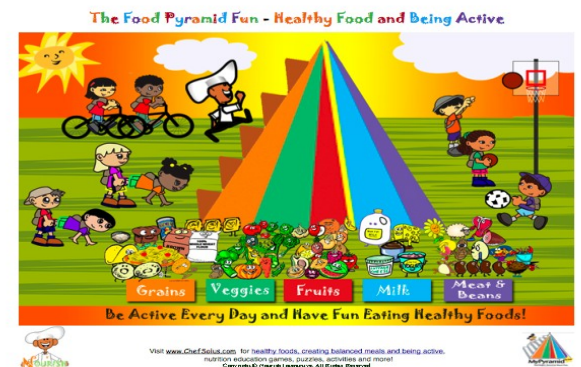 The Food Pyramid Fun - Healthy Food and Being Active
Grains
Veggies
Fruits
Milk
Meat &
Beans
Be Active Every Day and Have Fun Eating Healthy Foods!
Visit www.ChefSolus.com for healthy foods, creating balanced meals and being active,
nutrition education games, puzzles, activities and more!
MyPyramid